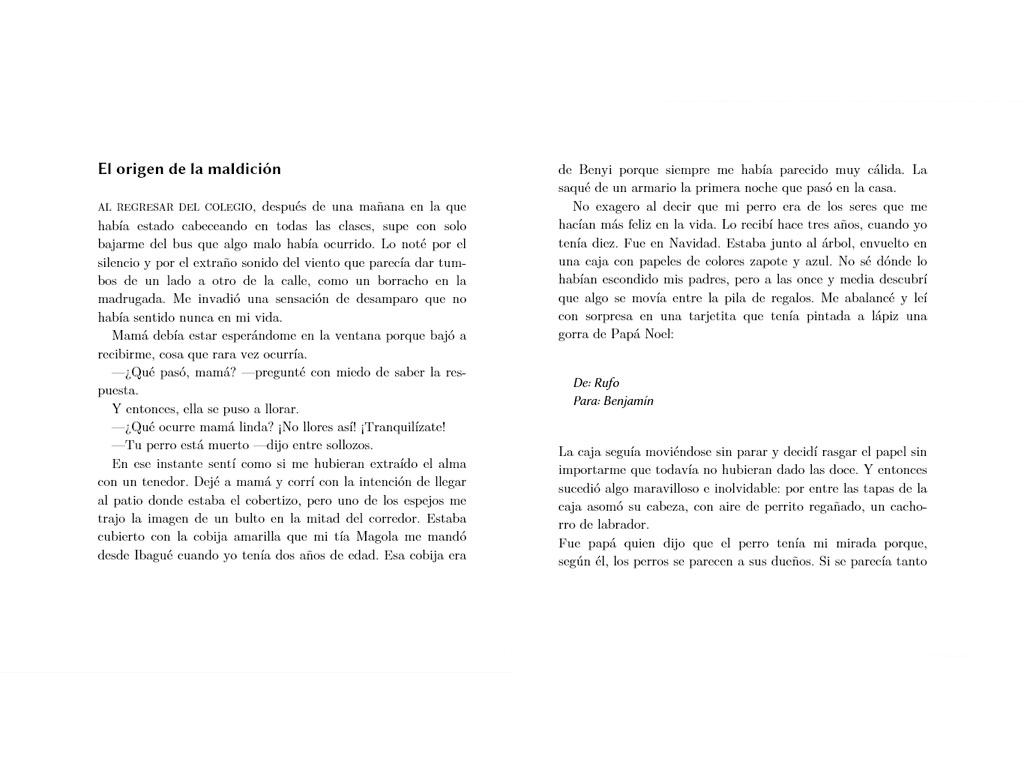 El origen de la maldición
AL REGRESAR DEL COLEGIO, después de una mañana en la que
había estado cabeceando en todas las clases, supe con solo
bajarme del bus que algo malo había ocurrido. Lo noté por el
silencio y por el extraño sonido del viento que parecía dar tum-
bos de un lado a otro de la calle, como un borracho en la
madrugada. Me invadió una sensación de desamparo que no
había sentido nunca en mi vida.
Mamá debía estar esperándome en la ventana porque bajó a
recibirme, cosa que rara vez ocurría.
—¿Qué pasó, mamá? —pregunté con miedo de saber la res-
puesta.
Y entonces, ella se puso a llorar.
—¿Qué ocurre mamá linda? ¡No llores así! ¡Tranquilízate!
—Tu perro está muerto —dijo entre sollozos.
En ese instante sentí como si me hubieran extraído el alma
con un tenedor. Dejé a mamá y corrí con la intención de llegar
al patio donde estaba el cobertizo, pero uno de los espejos me
trajo la imagen de un bulto en la mitad del corredor. Estaba
cubierto con la cobija amarilla que mi tía Magola me mandó
desde Ibagué cuando yo tenía dos años de edad. Esa cobija era
de Benyi porque siempre me había parecido muy cálida. La
saqué de un armario la primera noche que pasó en la casa.
No exagero al decir que mi perro era de los seres que me
hacían más feliz en la vida. Lo recibí hace tres años, cuando yo
tenía diez. Fue en Navidad. Estaba junto al árbol, envuelto en
una caja con papeles de colores zapote y azul. No sé dónde lo
habían escondido mis padres, pero a las once y media descubrí
que algo se movía entre la pila de regalos. Me abalancé y leí
con sorpresa en una tarjetita que tenía pintada a lápiz una
gorra de Papá Noel:
De: Rufo
Para: Benjamín
La caja seguía moviéndose sin parar y decidí rasgar el papel sin
importarme que todavía no hubieran dado las doce. Y entonces
sucedió algo maravilloso e inolvidable: por entre las tapas de la
caja asomó su cabeza, con aire de perrito regañado, un cacho-
rro de labrador.
Fue papá quien dijo que el perro tenía mi mirada porque,
según él, los perros se parecen a sus dueños. Si se parecía tanto